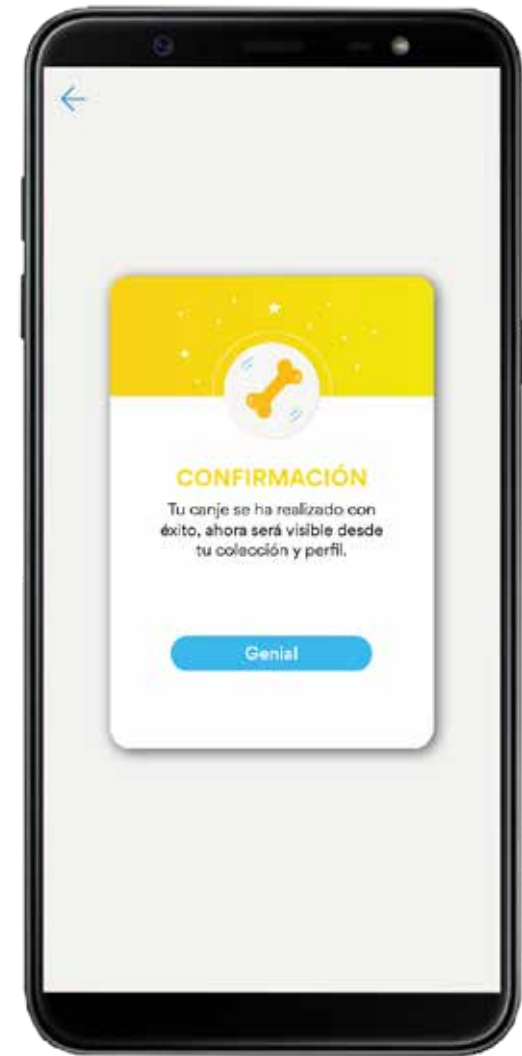 CONFIRMACIÓN
Tu canje se ha realizado con
éxito, ahora será visible desde
tu colección y perfil.
Genial